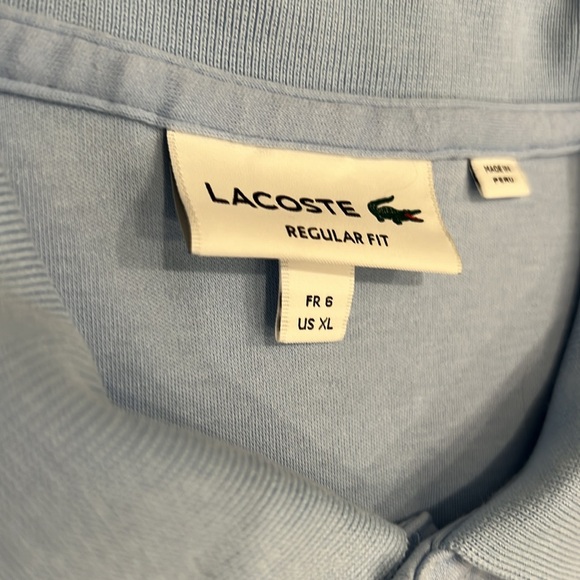 LACOSTE
REGULAR FIT
FR 6
US XL
MADE IN
PERU